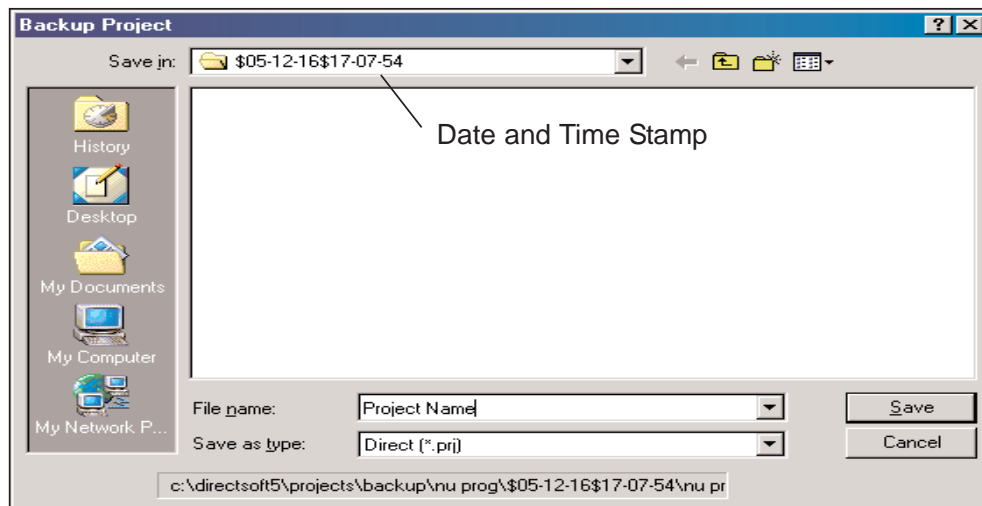 Backup Project
Save in: $05-12-16$17-07-54
Date and Time Stamp
History
Desktop
My Documents
My Computer
My Network P...
File name: Project Name
Save
Save as type: Direct (*.prj)
Cancel
c:\directsoft5\projects\backup\nu prog\$05-12-16$17-07-54\nu pr